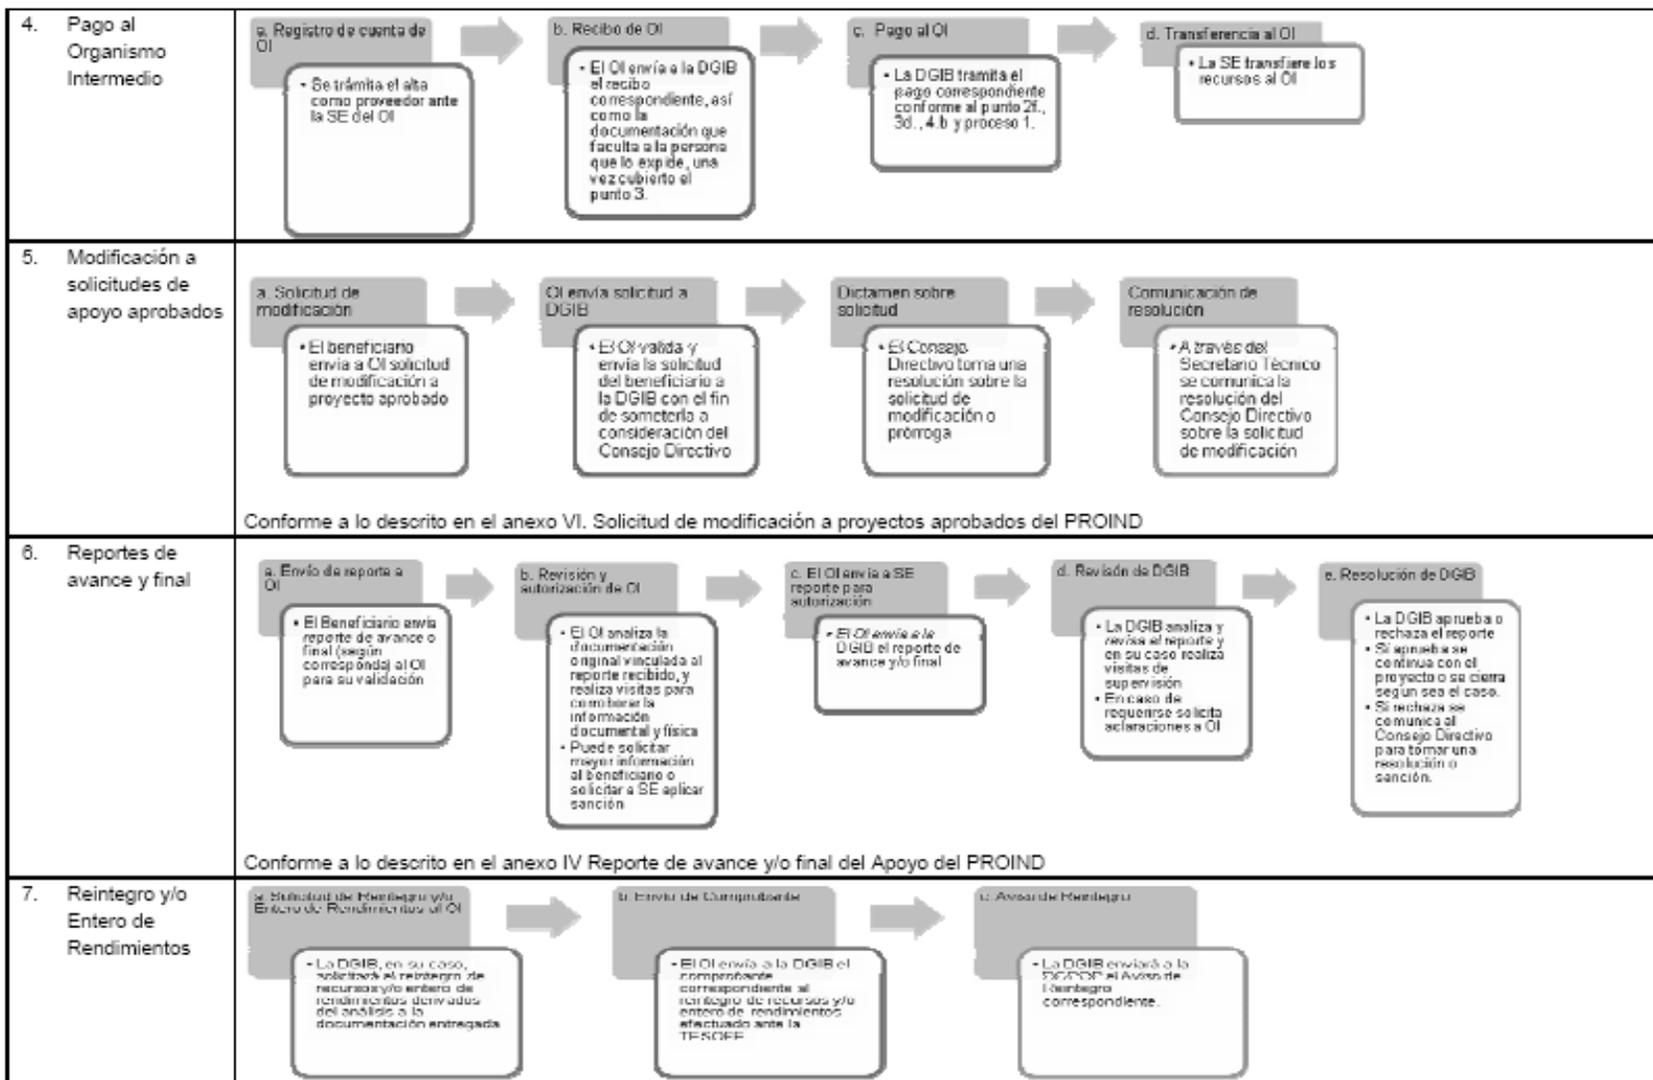 4. Pago al
Organismo
Intermedio
a. Registro de cuenta de
OI
• Se trámita el alta
como proveedor ante
la SE del OI
b. Recibo de OI
• El OI envía a la DGIB
el recibo
correspondiente, así
como la
documentación que
faculta a la persona
que lo expide, una
vez cubierto el
punto 3.
c. Pago al OI
• La DGIB tramita el
pago correspondiente
conforme al punto 2f.,
3d., 4.b y proceso 1.
d. Transferencia al OI
• La SE transfiere los
recursos al OI
5. Modificación a
solicitudes de
apoyo aprobados
a. Solicitud de
modificación
• El beneficiario
envía a OI solicitud
de modificación a
proyecto aprobado
OI envía solicitud a
DGIB
• El OI valida y
envía la solicitud
del beneficiario a
la DGIB con el fin
de someterla a
consideración del
Consejo Directivo
Dictamen sobre
solicitud
• El Consejo
Directivo toma una
resolución sobre la
solicitud de
modificación o
prórroga
Comunicación de
resolución
• A través del
Secretario Técnico
se comunica la
resolución del
Consejo Directivo
sobre la solicitud
de modificación
Conforme a lo descrito en el anexo VI. Solicitud de modificación a proyectos aprobados del PROIND
6. Reportes de
avance y final
a. Envío de reporte a
OI
• El Beneficiario envía
reporte de avance o
final (según
corresponda) al OI
para su validación
b. Revisión y
autorización de OI
• El OI analiza la
documentación
original vinculada al
reporte recibido, y
realiza visitas para
corroborar la
información
documental y física
• Puede solicitar
mayor información
al beneficiario o
solicitar a SE aplicar
sanción
c. El OI envía a SE
reporte para
autorización
• El OI envía a la
DGIB el reporte de
avance y/o final
d. Revisón de DGIB
• La DGIB analiza y
revisa el reporte y
en su caso realiza
visitas de
supervisión
• En caso de
requerirse solicita
aclaraciones a OI
e. Resolución de DGIB
• La DGIB aprueba o
rechaza el reporte
• Si aprueba se
continua con el
proyecto o se cierra
según sea el caso.
• Si rechaza se
comunica al
Consejo Directivo
para tomar una
resolución o
sanción.
Conforme a lo descrito en el anexo IV Reporte de avance y/o final del Apoyo del PROIND
7. Reintegro y/o
Entero de
Rendimientos
a. Solicitud de Reintegro y/o
Entero de Rendimientos al OI
• La DGIB, en su caso,
solicitará el reintegro de
recursos y/o entero de
rendimientos derivados
del análisis a la
documentación entregada
b. Envío de Comprobante
• El OI envía a la DGIB el
comprobante
correspondiente al
reintegro de recursos y/o
entero de rendimientos
efectuado ante la
TESOFE
c. Aviso de Reintegro
• La DGIB enviará a la
el Aviso de
Reintegro
correspondiente.